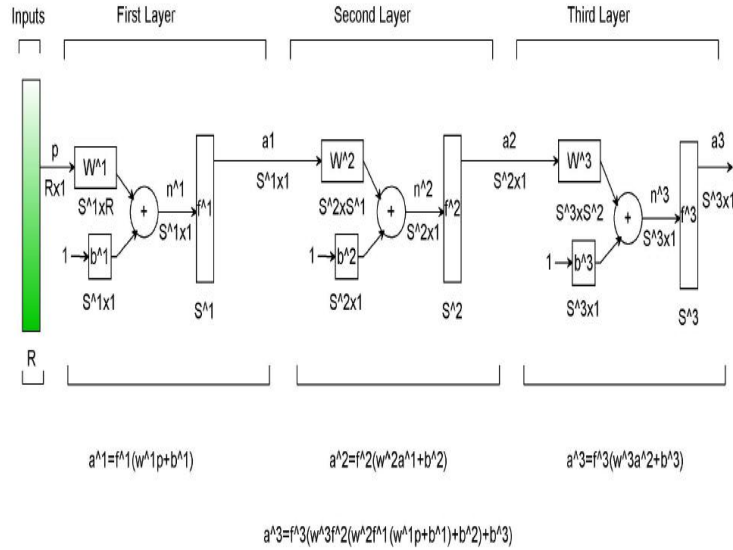 Inputs
First Layer
Second Layer
Third Layer
p
Rx1
W^1
S^1xR
1
b^1
S^1x1
+
n^1
S^1x1
f^1
S^1
a1
S^1x1
W^2
S^2xS^1
1
b^2
S^2x1
+
n^2
S^2x1
f^2
S^2
a2
S^2x1
W^3
S^3xS^2
1
b^3
S^3x1
+
n^3
S^3x1
f^3
S^3
a3
S^3x1
R
a^1=f^1(w^1p+b^1)
a^2=f^2(w^2a^1+b^2)
a^3=f^3(w^3a^2+b^3)
a^3=f^3(w^3f^2(w^2f^1(w^1p+b^1)+b^2)+b^3)